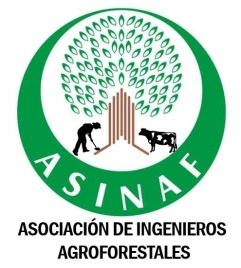 ASINAF
ASOCIACIÓN DE INGENIEROS
AGROFORESTALES